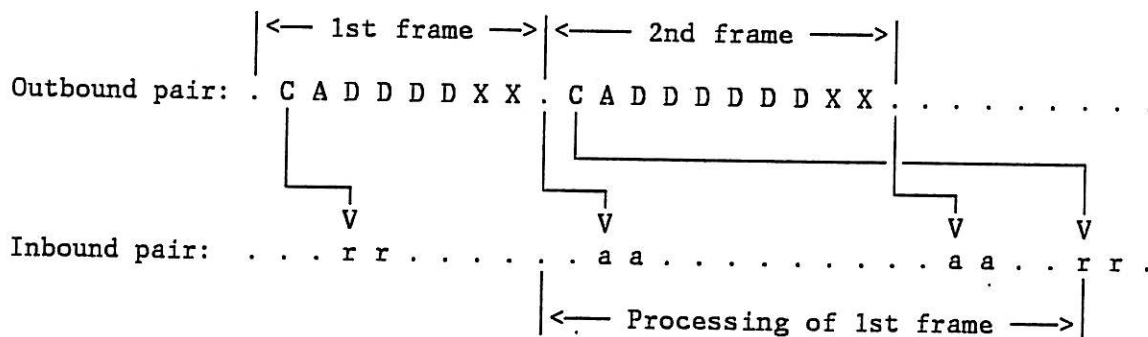 |<— 1st frame —>|<— 2nd frame —>|
Outbound pair: . C A D D D D X X . C A D D D D D D X X . . . . . . . . .
V V V V
Inbound pair: . . . r r . . . . . . a a . . . . . . . . . a a . . r r .
|<— Processing of 1st frame —>|